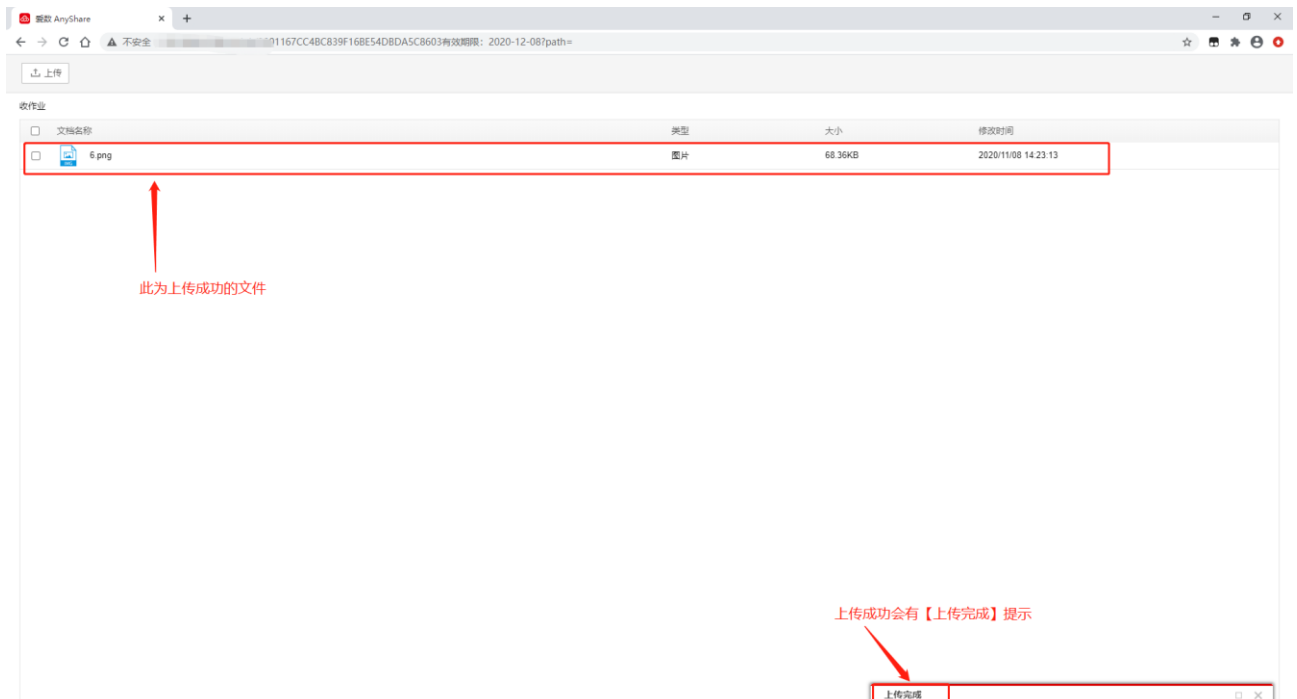 甄数 AnyShare
不安全 01167CC4BC839F16BE54DBDA5C8603有效期限：2020-12-08?path=
上传
收作业
文档名称 类型 大小 修改时间
6.png 图片 68.36KB 2020/11/08 14:23:13
此为上传成功的文件
上传成功会有【上传完成】提示
上传完成